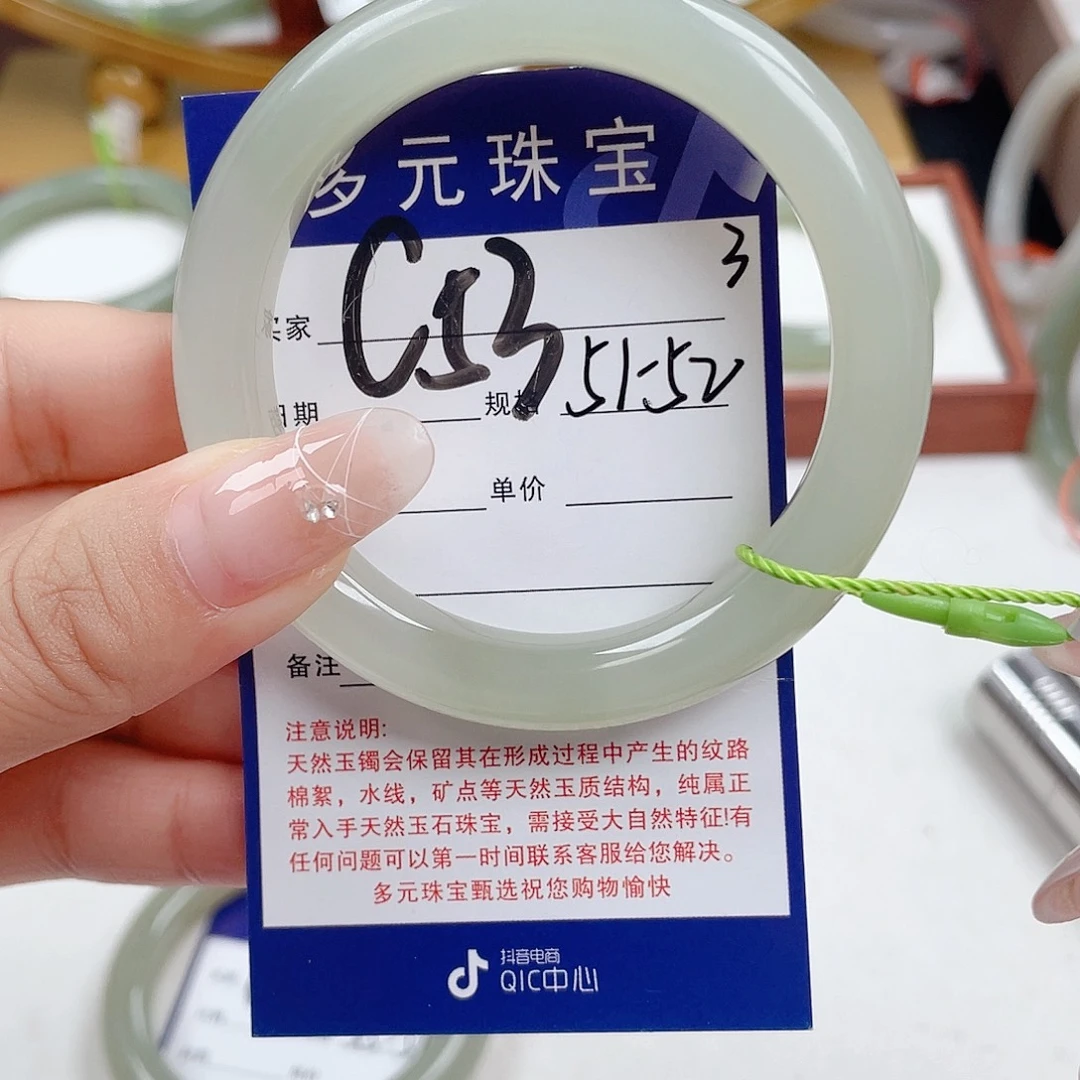 多元珠宝
3
C13
买家
51-52
日期 规格
单价
备注
注意说明:
天然玉镯会保留其在形成过程中产生的纹路
棉絮，水线，矿点等天然玉质结构，纯属正
常入手天然玉石珠宝，需接受大自然特征!有
任何问题可以第一时间联系客服给您解决。
多元珠宝甄选祝您购物愉快
抖音电商
QIC中心